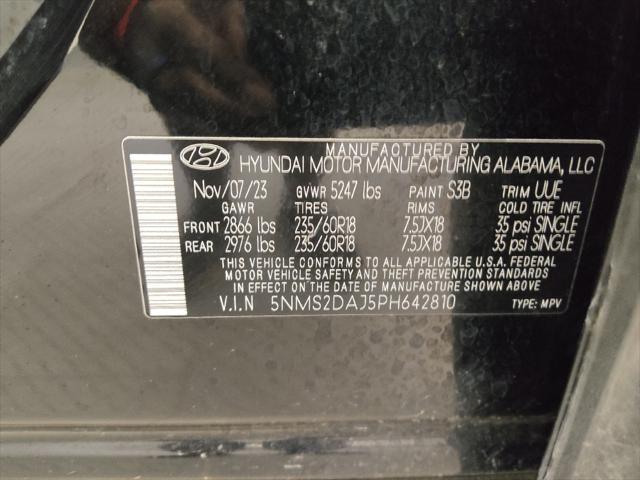 MANUFACTURED BY
HYUNDAI MOTOR MANUFACTURING ALABAMA, LLC
Nov/07/23 GVWR 5247 lbs PAINT S3B TRIM UUE
GAWR TIRES RIMS COLD TIRE INFL
FRONT 2866 lbs 235/60R18 7.5JX18 35 psi SINGLE
REAR 2976 lbs 235/60R18 7.5JX18 35 psi SINGLE
THIS VEHICLE CONFORMS TO ALL APPLICABLE U.S.A. FEDERAL
MOTOR VEHICLE SAFETY AND THEFT PREVENTION STANDARDS
IN EFFECT ON THE DATE OF MANUFACTURE SHOWN ABOVE
V.I.N 5NMS2DAJ5PH642810 TYPE: MPV